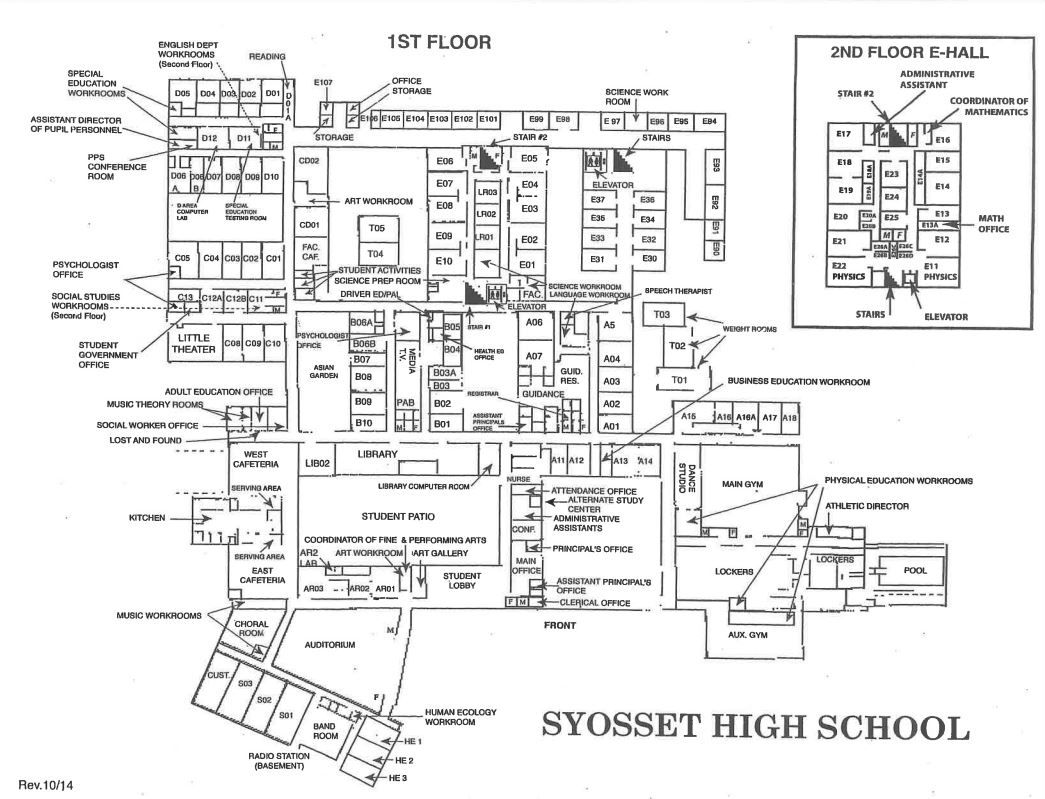 1ST FLOOR
2ND FLOOR E-HALL
ADMINISTRATIVE
ASSISTANT
STAIR #2
COORDINATOR OF
MATHEMATICS
E17
M
F
E16
E18
E15
E23
E14
E24
E19
E20
E25
E13
E13A
MATH
OFFICE
E21
M F
E12
E22
PHYSICS
E11
PHYSICS
STAIRS
ELEVATOR
ENGLISH DEPT
WORKROOMS
(Second Floor)
READING
SPECIAL
EDUCATION
WORKROOMS
D05
D04
D03
D02
D01
D01A
E107
OFFICE
STORAGE
STORAGE
SCIENCE WORK
ROOM
E106
E105
E104
E103
E102
E101
E99
E98
E 97
E96
E95
E94
ASSISTANT DIRECTOR
OF PUPIL PERSONNEL
D12
D11
F
M
PPS
CONFERENCE
ROOM
STAIR #2
STAIRS
D06
A
D06
B
D07
D08
D09
D10
D AREA
COMPUTER
LAB
SPECIAL
EDUCATION
TESTING ROOM
CD02
ART WORKROOM
CD01
T05
T04
FAC.
CAF.
E06
E07
E08
E09
E10
M
F
LR03
LR02
LR01
E05
E04
E03
E02
E01
FAC.
ELEVATOR
E37
E35
E33
E31
E36
E34
E32
E30
E93
E92
E91
E90
C05
C04
C03
C02
C01
PSYCHOLOGIST
OFFICE
STUDENT ACTIVITIES
SCIENCE PREP ROOM
DRIVER ED/PAL
SCIENCE WORKROOM
LANGUAGE WORKROOM
SPEECH THERAPIST
ELEVATOR
STAIR #1
SOCIAL STUDIES
WORKROOMS
(Second Floor)
C13
C12A
C12B
C11
F
M
STUDENT
GOVERNMENT
OFFICE
LITTLE
THEATER
C08
C09
C10
PSYCHOLOGIST
OFFICE
B06A
B06B
B07
B08
B09
B10
ASIAN
GARDEN
MEDIA
T.V.
PAB
M
F
B05
B04
HEALTH ED
OFFICE
B03A
B03
B02
B01
REGISTRAR
ASSISTANT
PRINCIPALS
OFFICE
A06
A07
GUID.
RES.
GUIDANCE
M
F
A5
A04
A03
A02
A01
T03
T02
T01
WEIGHT ROOMS
BUSINESS EDUCATION WORKROOM
ADULT EDUCATION OFFICE
MUSIC THEORY ROOMS
SOCIAL WORKER OFFICE
LOST AND FOUND
A15
A16
A16A
A17
A18
WEST
CAFETERIA
SERVING AREA
KITCHEN
SERVING AREA
EAST
CAFETERIA
LIB02
LIBRARY
LIBRARY COMPUTER ROOM
STUDENT PATIO
COORDINATOR OF FINE & PERFORMING ARTS
AR2
LAB
ART WORKROOM
ART GALLERY
AR03
AR02
AR01
STUDENT
LOBBY
NURSE
A11
A12
A13
A14
ATTENDANCE OFFICE
ALTERNATE STUDY
CENTER
ADMINISTRATIVE
ASSISTANTS
CONF.
PRINCIPAL'S OFFICE
MAIN
OFFICE
ASSISTANT PRINCIPAL'S
OFFICE
F
M
CLERICAL OFFICE
FRONT
DANCE
STUDIO
MAIN GYM
PHYSICAL EDUCATION WORKROOMS
ATHLETIC DIRECTOR
M
F
M
F
LOCKERS
LOCKERS
POOL
AUX. GYM
MUSIC WORKROOMS
CHORAL
ROOM
AUDITORIUM
M
F
CUST.
S03
S02
S01
BAND
ROOM
RADIO STATION
(BASEMENT)
HUMAN ECOLOGY
WORKROOM
HE 1
HE 2
HE 3
SYOSSET HIGH SCHOOL
Rev.10/14